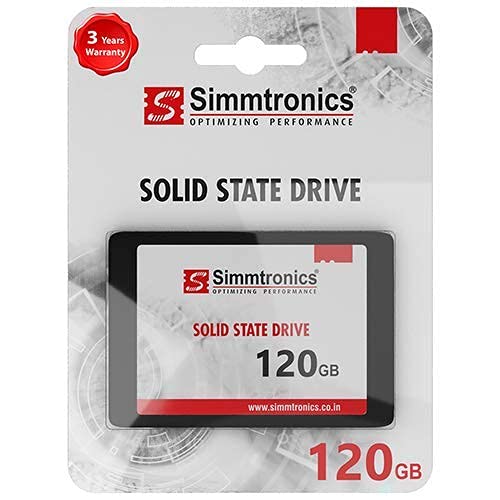 3 Years
Warranty
S Simmtronics®
OPTIMIZING PERFORMANCE
SOLID STATE DRIVE
S Simmtronics®
OPTIMIZING PERFORMANCE
SOLID STATE DRIVE
120GB
www.simmtronics.co.in
120GB